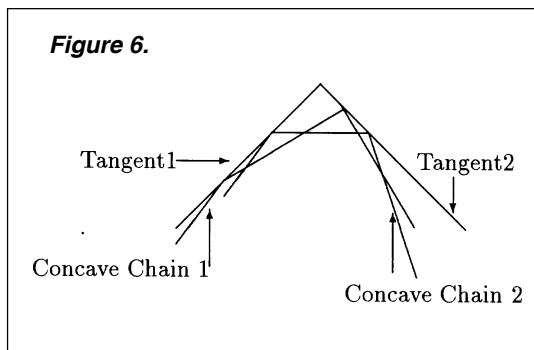 Figure 6.
Tangent1
Tangent2
Concave Chain 1
Concave Chain 2